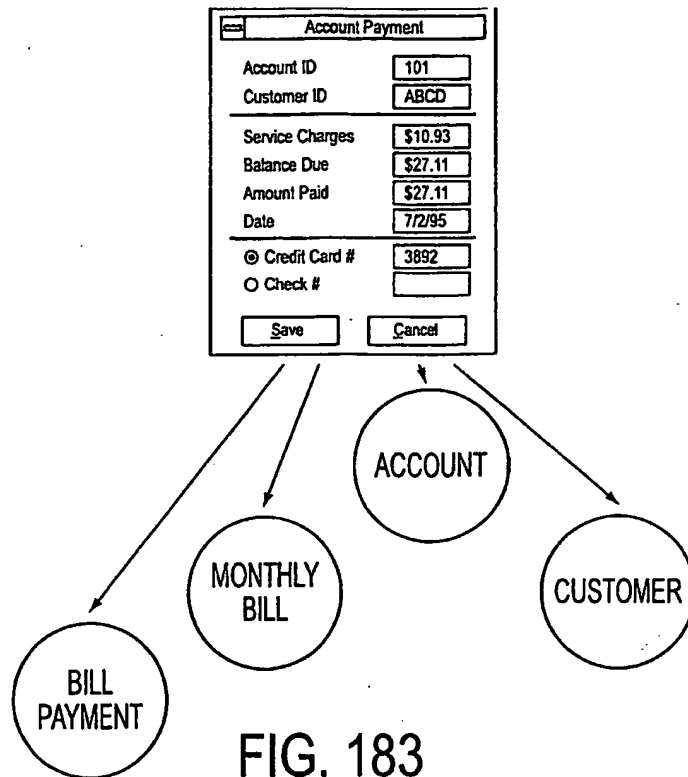 Account Payment
Account ID 101
Customer ID ABCD
Service Charges $10.93
Balance Due $27.11
Amount Paid $27.11
Date 7/2/95
Credit Card # 3892
Check #
Save Cancel
ACCOUNT
MONTHLY
BILL
CUSTOMER
BILL
PAYMENT
FIG. 183